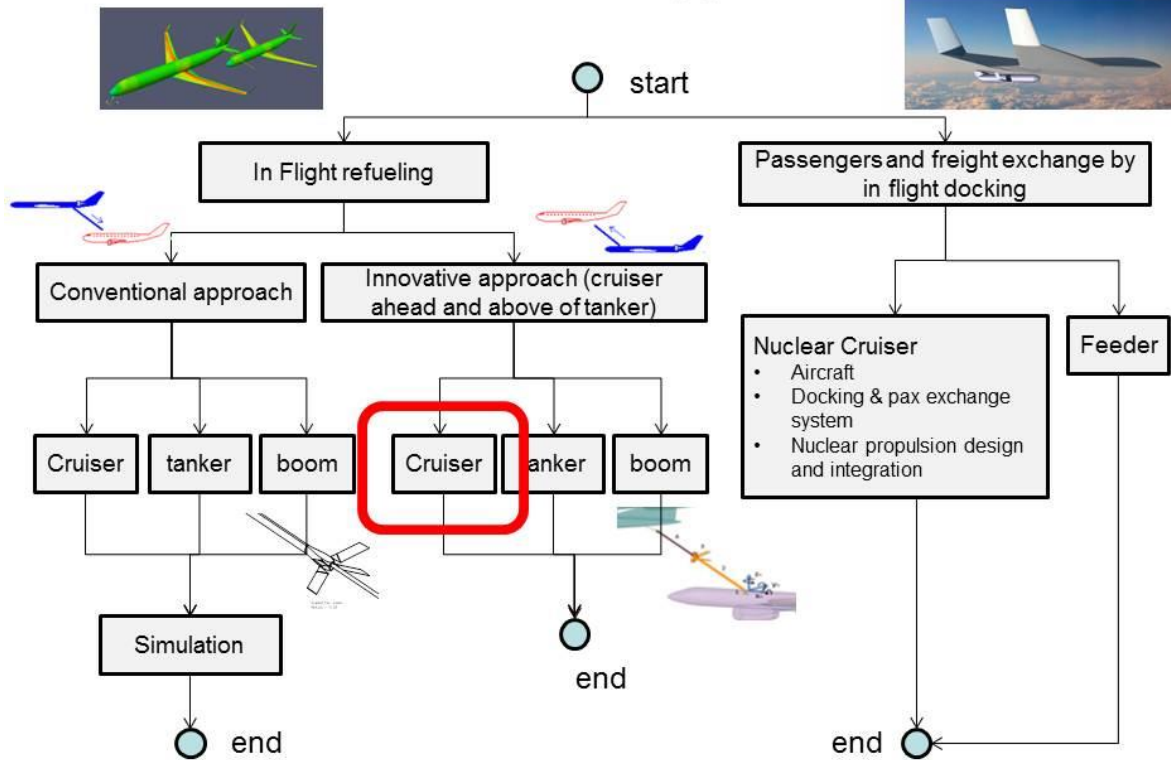 start
In Flight refueling
Passengers and freight exchange by
in flight docking
Conventional approach
Innovative approach (cruiser
ahead and above of tanker)
Nuclear Cruiser
• Aircraft
• Docking & pax exchange
system
• Nuclear propulsion design
and integration
Feeder
Cruiser
tanker
boom
Cruiser
anker
boom
Simulation
end
end
end